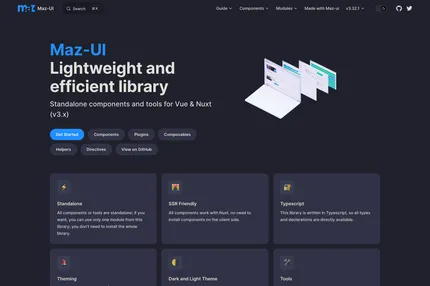 maz Maz-UI
Search ⌘ K
Guide Components Modules Made with Maz-ui v3.32.1
Maz-UI
Lightweight and
efficient library
Standalone components and tools for Vue & Nuxt
(v3.x)
Get Started Components Plugins Composables
Helpers Directives View on GitHub
Standalone
All components or tools are standalone; if you
want, you can use only one module from this
library, you don't need to install the whole
library.
SSR Friendly
All components work with Nuxt, no need to
install components on the client side.
Typescript
This library is written in Typescript, so all types
and declarations are directly available.
Theming
Dark and Light Theme
Tools